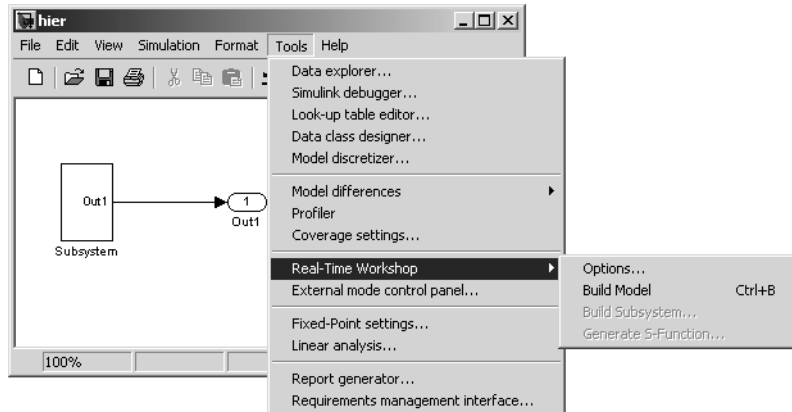 hier
File Edit View Simulation Format Tools Help
Data explorer...
Simulink debugger...
Look-up table editor...
Data class designer...
Model discretizer...
Model differences
Profiler
Coverage settings...
Real-Time Workshop
External mode control panel...
Fixed-Point settings...
Linear analysis...
Report generator...
Requirements management interface...
Options...
Build Model Ctrl+B
Build Subsystem...
Generate S-Function...
Out1
Subsystem
1
Out1
100%